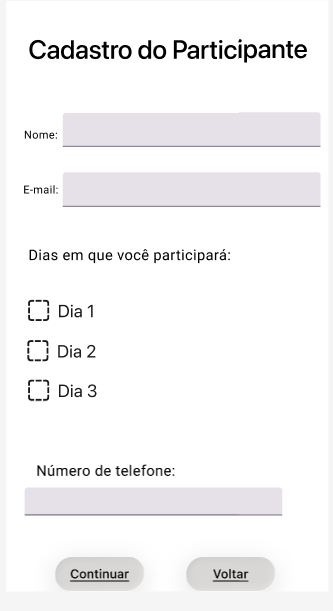 Cadastro do Participante
Nome:
E-mail:
Dias em que você participará:
Dia 1
Dia 2
Dia 3
Número de telefone:
Continuar
Voltar